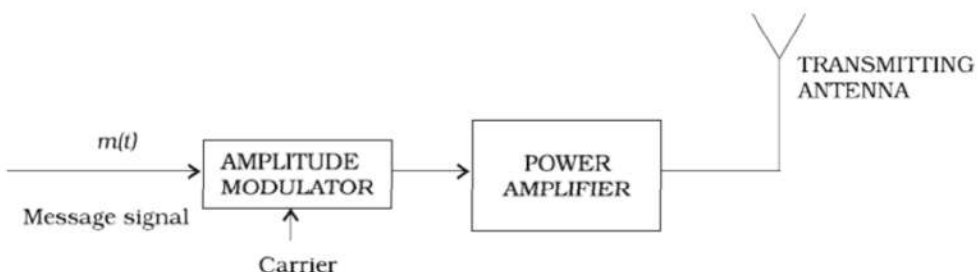 TRANSMITTING
ANTENNA
m(t)
AMPLITUDE
MODULATOR
POWER
AMPLIFIER
Message signal
Carrier